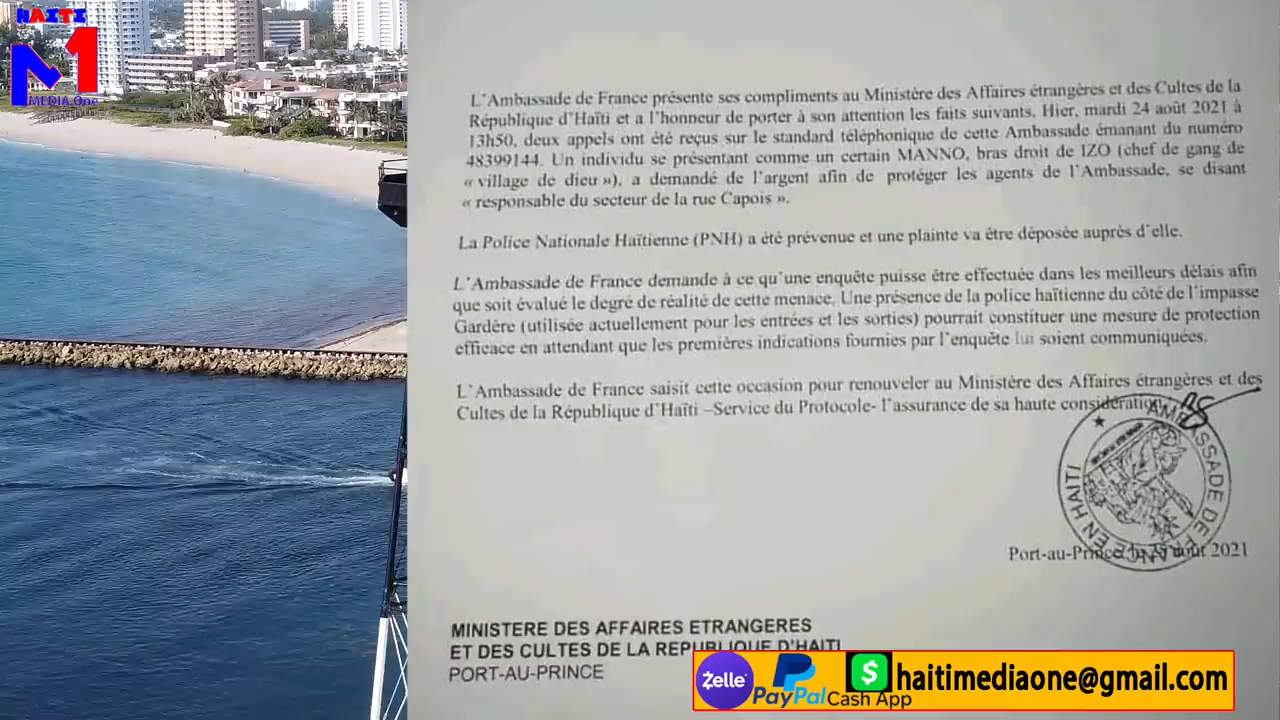 HAITI
M1
MEDIA.One
L'Ambassade de France présente ses compliments au Ministère des Affaires étrangères et des Cultes de la
République d'Haïti et a l'honneur de porter à son attention les faits suivants. Hier, mardi 24 août 2021 à
13h50, deux appels ont été reçus sur le standard téléphonique de cette Ambassade émanant du numéro
48399144. Un individu se présentant comme un certain MANNO, bras droit de IZO (chef de gang de
« village de dieu »), a demandé de l'argent afin de protéger les agents de l'Ambassade, se disant
« responsable du secteur de la rue Capois ».
La Police Nationale Haïtienne (PNH) a été prévenue et une plainte va être déposée auprès d'elle.
L'Ambassade de France demande à ce qu'une enquête puisse être effectuée dans les meilleurs délais afin
que soit évalué le degré de réalité de cette menace. Une présence de la police haïtienne du côté de l'impasse
Gardère (utilisée actuellement pour les entrées et les sorties) pourrait constituer une mesure de protection
efficace en attendant que les premières indications fournies par l'enquête lui soient communiquées.
L'Ambassade de France saisit cette occasion pour renouveler au Ministère des Affaires étrangères et des
Cultes de la République d'Haïti –Service du Protocole- l'assurance de sa haute considération.
AMBASSADE DE FRANCE EN HAITI
Port-au-Prince, août 2021
MINISTERE DES AFFAIRES ETRANGERES
ET DES CULTES DE LA REPUBLIQUE D'HAITI
PORT-AU-PRINCE
Zelle
PayPal
$
Cash App
haitimediaone@gmail.com